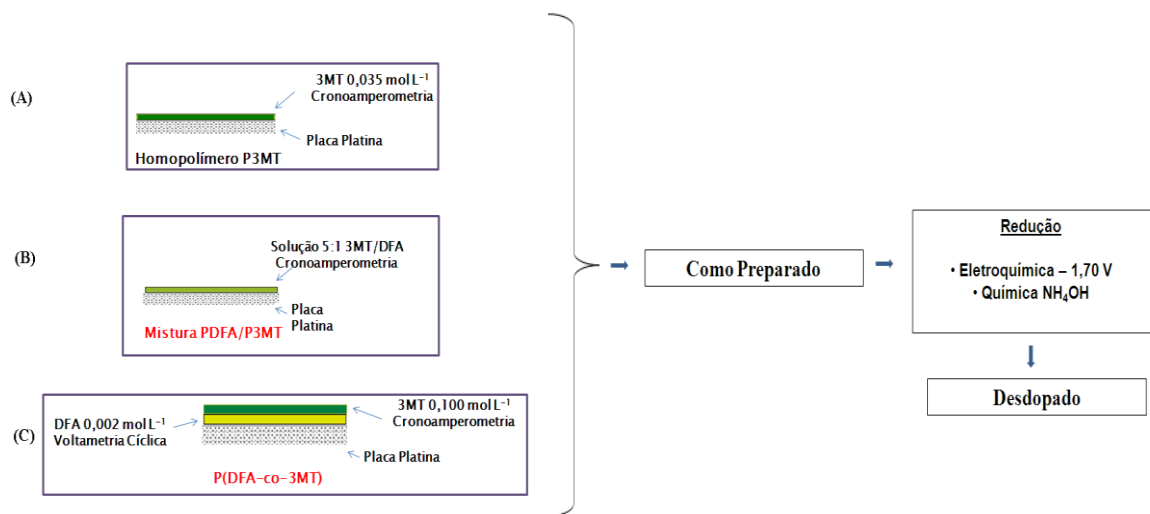 (A)
3MT 0,035 mol L⁻¹
Cronoamperometria
Placa Platina
Homopolímero P3MT
(B)
Solução 5:1 3MT/DFA
Cronoamperometria
Placa
Platina
Mistura PDFA/P3MT
(C)
DFA 0,002 mol L⁻¹
Voltametria Cíclica
3MT 0,100 mol L⁻¹
Cronoamperometria
Placa Platina
P(DFA-co-3MT)
Como Preparado
Redução
• Eletroquímica – 1,70 V
• Química NH₄OH
Desdopado